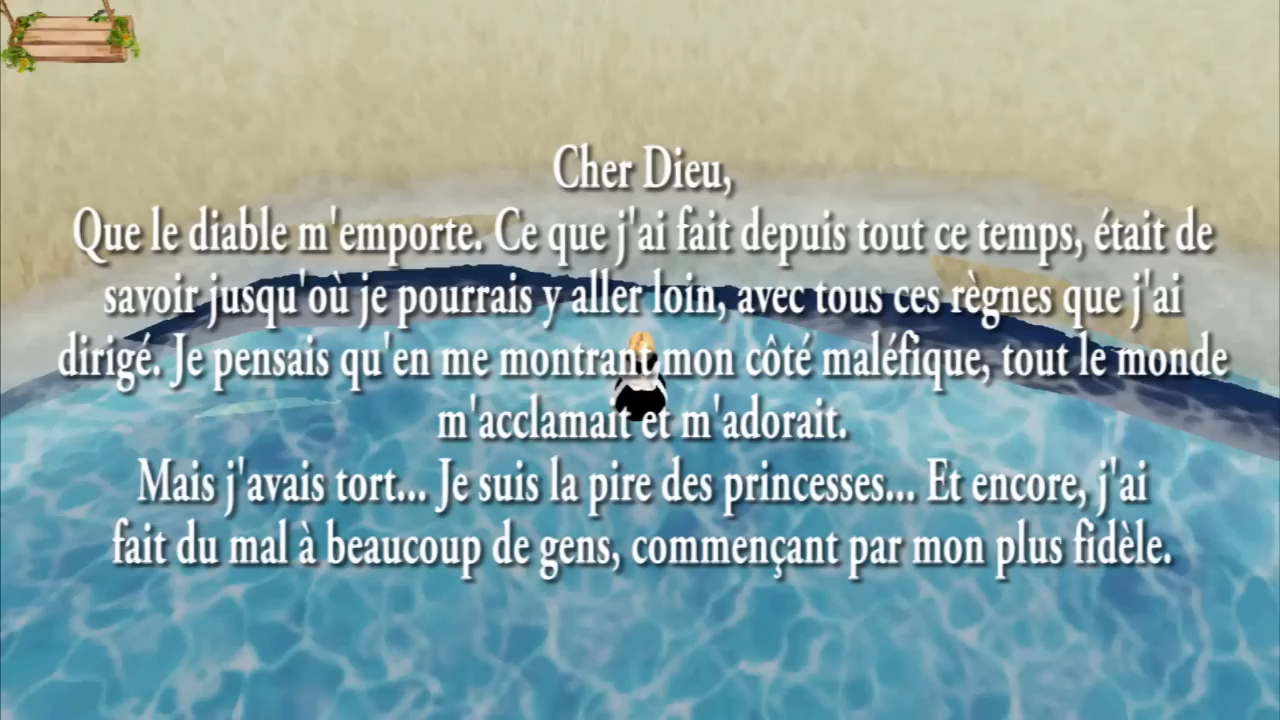 Cher Dieu,
Que le diable m'emporte. Ce que j'ai fait depuis tout ce temps, était de
savoir jusqu'où je pourrais y aller loin, avec tous ces règnes que j'ai
dirigé. Je pensais qu'en me montrant mon côté maléfique, tout le monde
m'acclamait et m'adorait.
Mais j'avais tort... Je suis la pire des princesses... Et encore, j'ai
fait du mal à beaucoup de gens, commençant par mon plus fidèle.